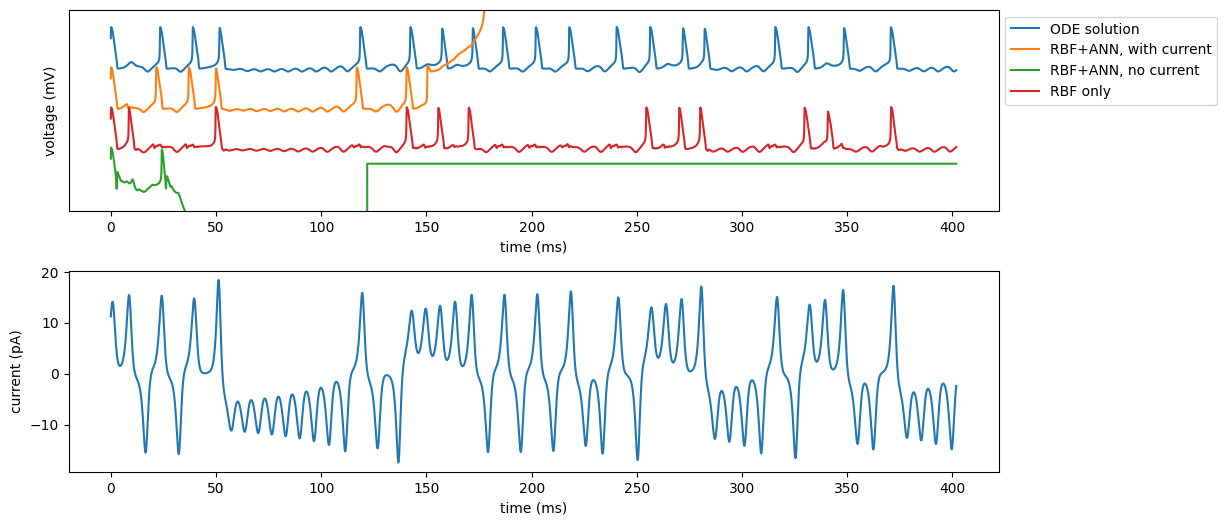 voltage (mV)
0 50 100 150 200 250 300 350 400
time (ms)
ODE solution
RBF+ANN, with current
RBF+ANN, no current
RBF only
current (pA)
20
10
0
−10
0 50 100 150 200 250 300 350 400
time (ms)